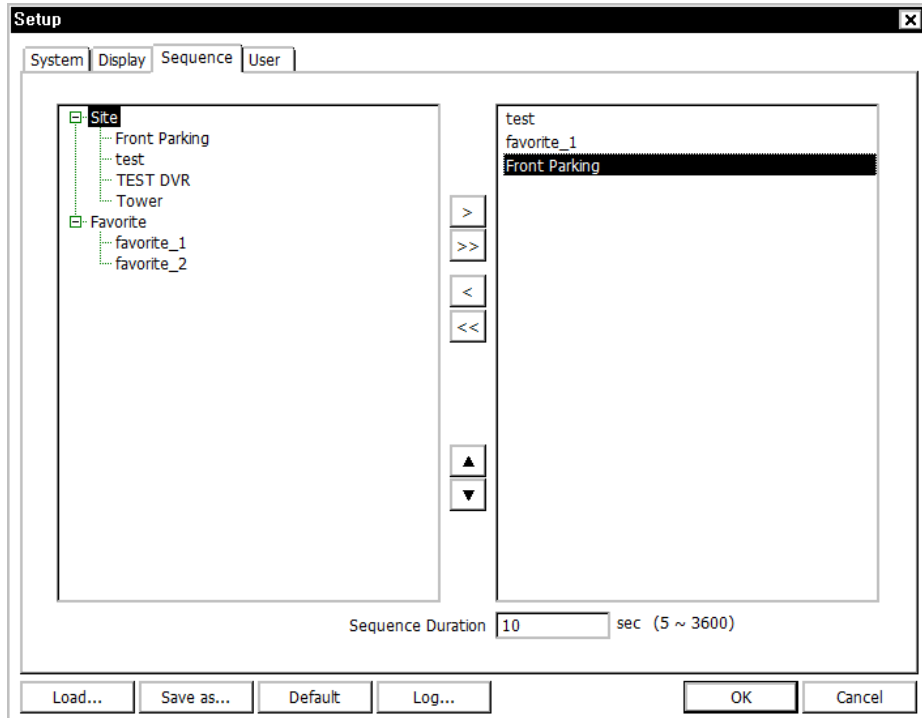 Setup
System Display Sequence User
Site
Front Parking
test
TEST DVR
Tower
Favorite
favorite_1
favorite_2
>
>>
<
<<
▲
▼
test
favorite_1
Front Parking
Sequence Duration 10 sec (5 ~ 3600)
Load... Save as... Default Log... OK Cancel